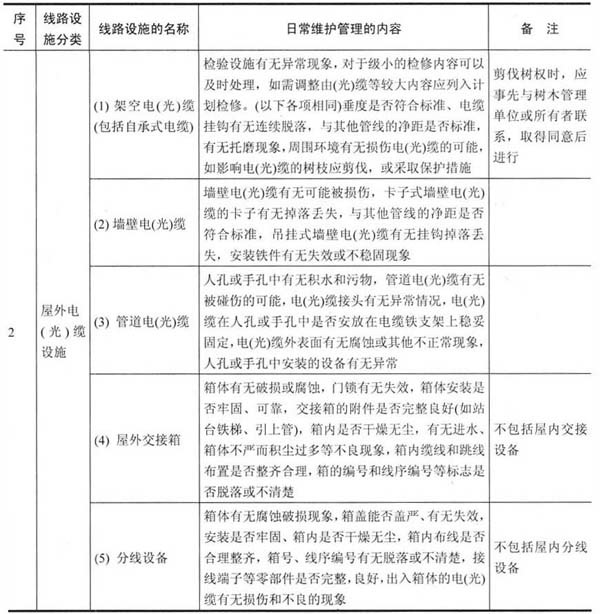 序号
线路设施分类
线路设施的名称
日常维护管理的内容
备 注
2
屋外电(光)缆设施
(1) 架空电(光)缆
(包括自承式电缆)
检验设施有无异常现象，对于级小的检修内容可以
及时处理，如需调整由(光)缆等较大内容应列入计
划检修。(以下各项相同)垂度是否符合标准、电缆
挂钩有无连续脱落，与其他管线的净距是否标准，
有无托磨现象，周围环境有无损伤电(光)缆的可能，
如影响电(光)缆的树枝应剪伐，或采取保护措施
剪伐树权时，应
事先与树木管理
单位或所有者联
系，取得同意后
进行
(2) 墙壁电(光)缆
墙壁电(光)缆有无可能被损伤，卡子式墙壁电(光)
缆的卡子有无掉落丢失，与其他管线的净距是否
符合标准，吊挂式墙壁电(光)缆有无挂钩掉落丢
失，安装铁件有无失效或不稳固现象
(3) 管道电(光)缆
人孔或手孔中有无积水和污物，管道电(光)缆有无
被碰伤的可能，电(光)缆接头有无异常情况，电(光)
缆在人孔或手孔中是否安放在电缆铁支架上稳妥
固定，电(光)缆外表面有无腐蚀或其他不正常现象，
人孔或手孔中安装的设备有无异常
(4) 屋外交接箱
箱体有无破损或腐蚀，门锁有无失效，箱体安装是
否牢固、可靠，交接箱的附件是否完整良好(如站
台铁梯、引上管)，箱内是否干燥无尘，有无进水、
箱体不严而积尘过多等不良现象，箱内缆线和跳线
布置是否整齐合理，箱的编号和线序编号等标志是
否脱落或不清楚
不包括屋内交接
设备
(5) 分线设备
箱体有无腐蚀破损现象，箱盖能否盖严、有无失效，
安装是否牢固、箱内是否干燥无尘，箱内布线是否
合理整齐，箱号、线序编号有无脱落或不清楚，接
线端子等零部件是否完整，良好，出入箱体的电(光)
缆有无损伤和不良的现象
不包括屋内分线
设备